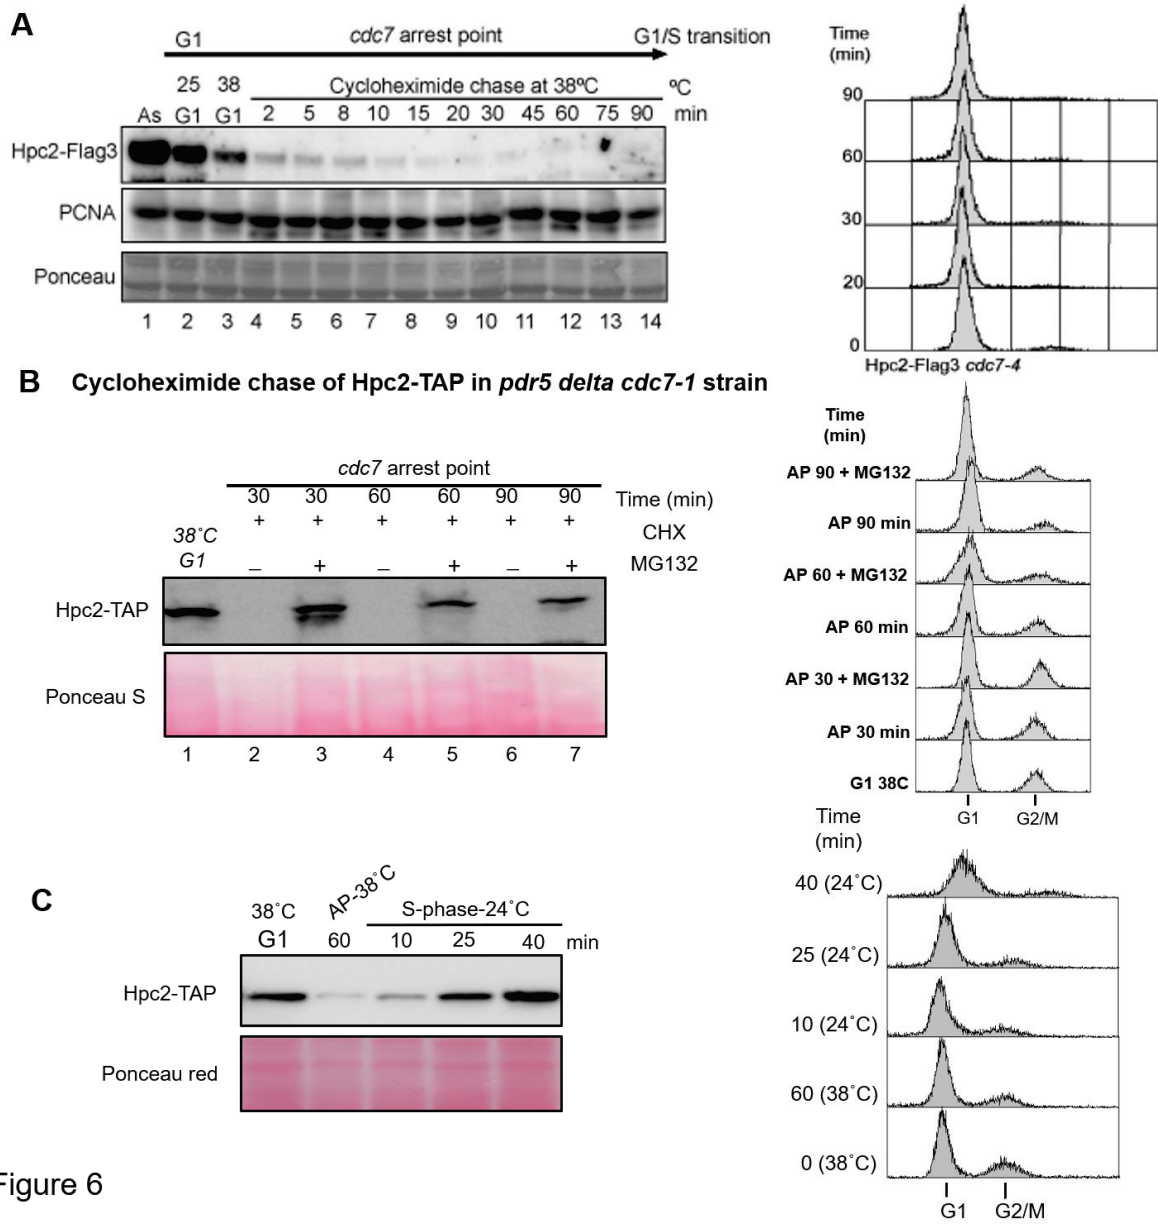 A
G1 cdc7 arrest point G1/S transition
25 38 Cycloheximide chase at 38ºC ºC
As G1 G1 2 5 8 10 15 20 30 45 60 75 90 min
Hpc2-Flag3
PCNA
Ponceau
1 2 3 4 5 6 7 8 9 10 11 12 13 14
Time
(min)
90
60
30
20
0
Hpc2-Flag3 cdc7-4
B Cycloheximide chase of Hpc2-TAP in pdr5 delta cdc7-1 strain
cdc7 arrest point
30 30 60 60 90 90 Time (min)
+ + + + + + CHX
38˚C
G1 – + – + – + MG132
Hpc2-TAP
Ponceau S
1 2 3 4 5 6 7
Time
(min)
AP 90 + MG132
AP 90 min
AP 60 + MG132
AP 60 min
AP 30 + MG132
AP 30 min
G1 38C
G1 G2/M
C
38˚C AP-38˚C S-phase-24˚C
G1 60 10 25 40 min
Hpc2-TAP
Ponceau red
Time
(min)
40 (24˚C)
25 (24˚C)
10 (24˚C)
60 (38˚C)
0 (38˚C)
G1 G2/M
Figure 6